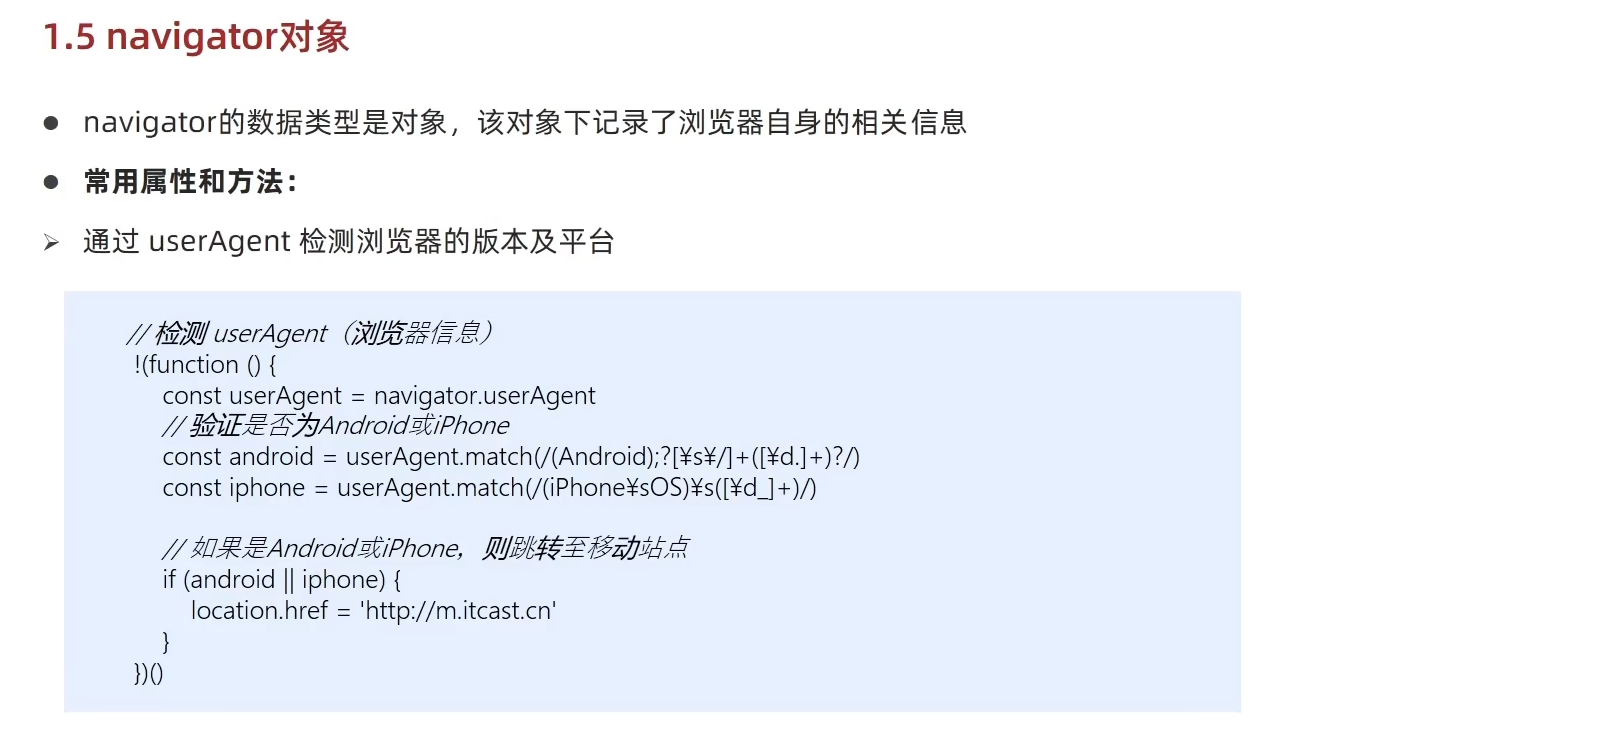 1.5 navigator对象
● navigator的数据类型是对象，该对象下记录了浏览器自身的相关信息
● 常用属性和方法：
➢ 通过 userAgent 检测浏览器的版本及平台
// 检测 userAgent（浏览器信息）
!(function () {
const userAgent = navigator.userAgent
// 验证是否为Android或iPhone
const android = userAgent.match(/(Android);?[¥s¥/]+([¥d.]+)?/)
const iphone = userAgent.match(/(iPhone¥sOS)¥s([¥d_]+)/)
// 如果是Android或iPhone，则跳转至移动站点
if (android || iphone) {
location.href = 'http://m.itcast.cn'
}
})()